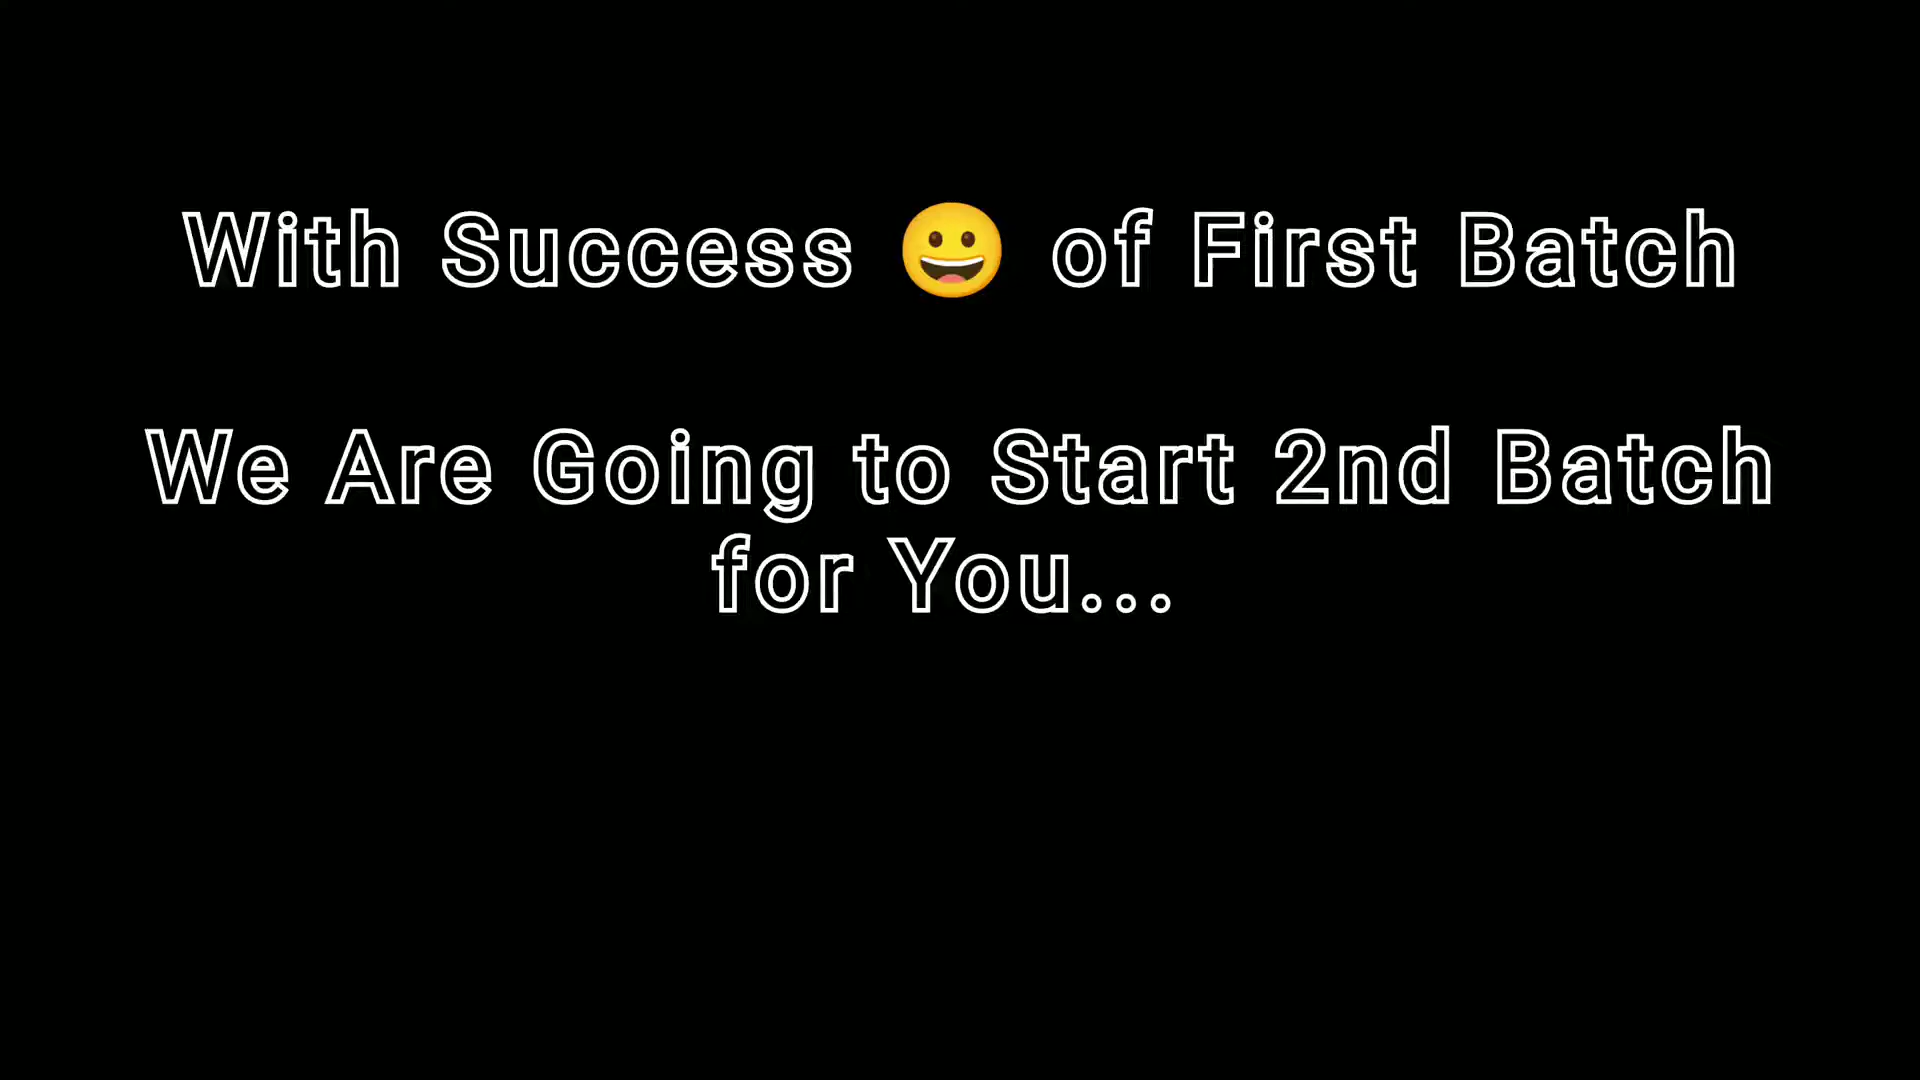 With Success 😀 of First Batch
We Are Going to Start 2nd Batch
for You...